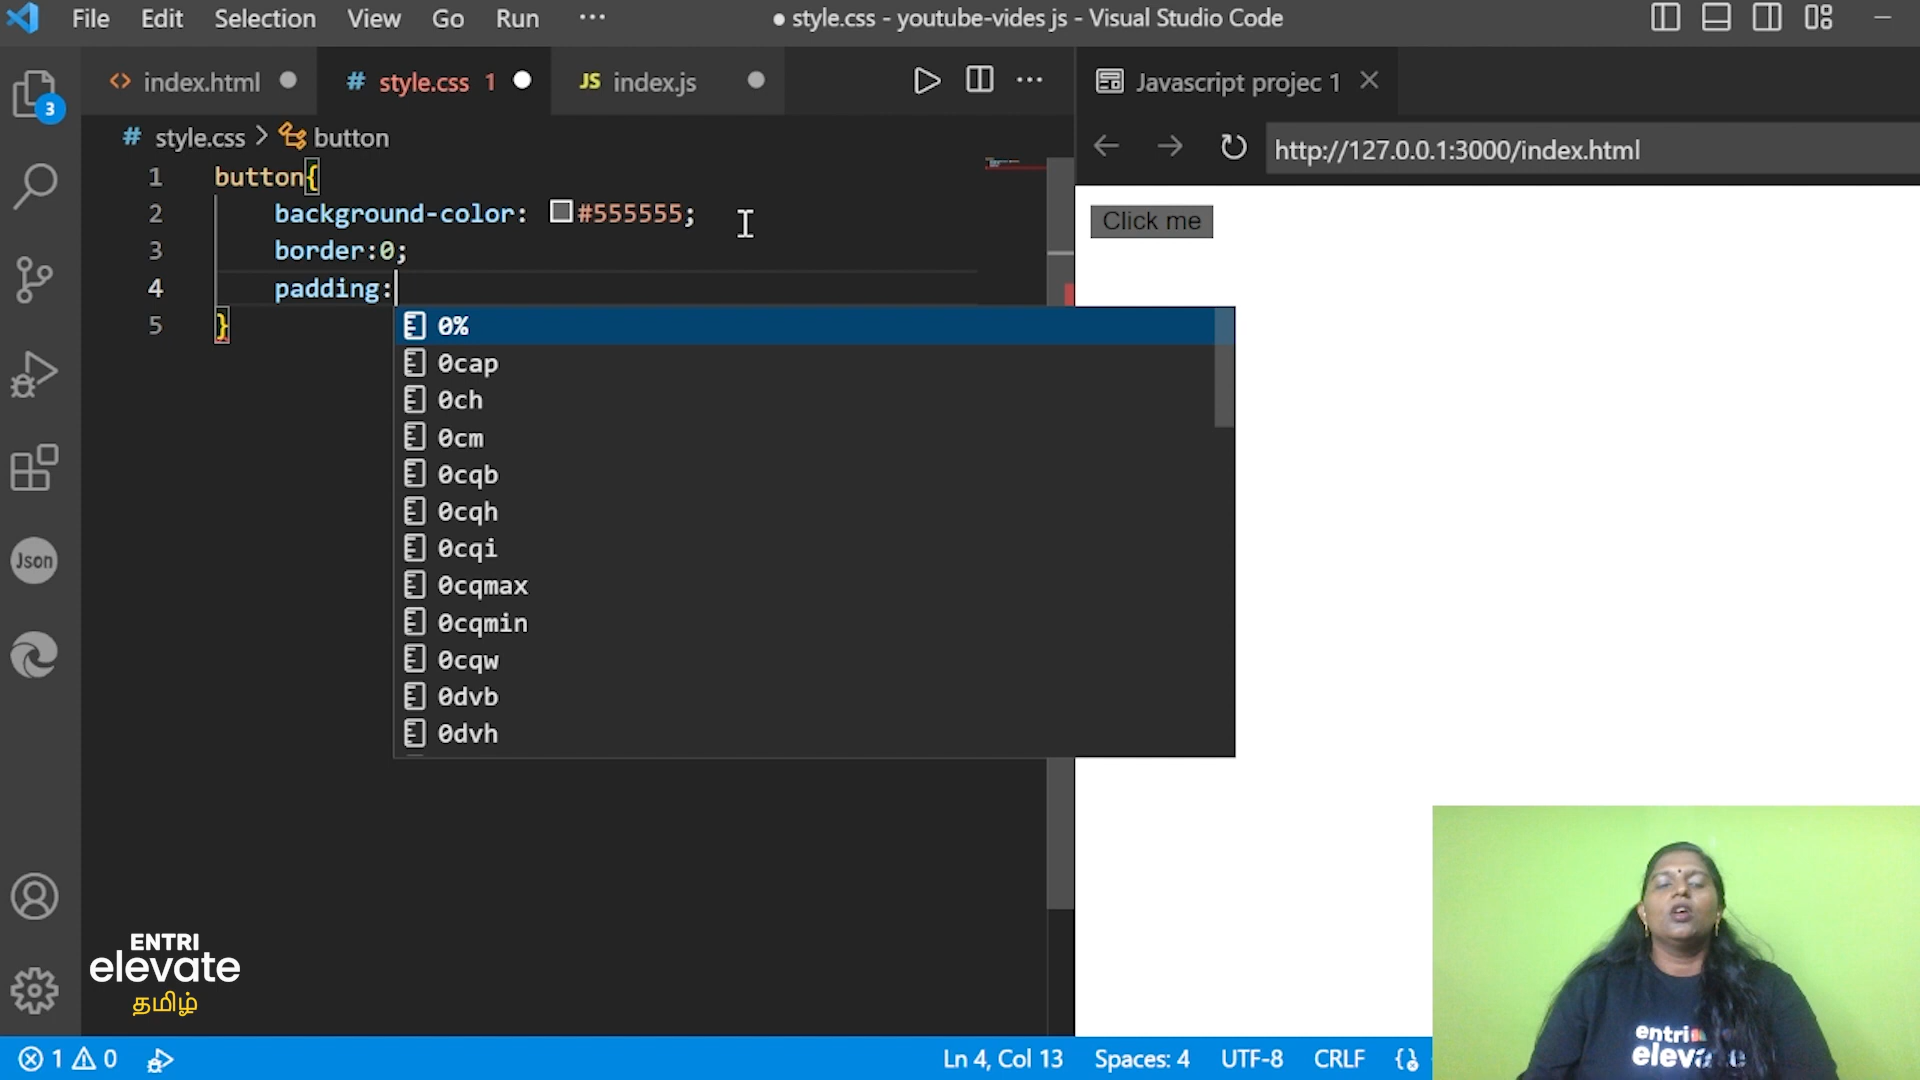 File Edit Selection View Go Run ···
● style.css - youtube-vides js - Visual Studio Code
<> index.html ●
# style.css 1 ●
JS index.js ●
Javascript projec 1
3
# style.css > button
http://127.0.0.1:3000/index.html
1 button{
2 background-color: #555555;
3 border:0;
4 padding:
5 }
Click me
0%
0cap
0ch
0cm
0cqb
0cqh
0cqi
0cqmax
0cqmin
0cqw
0dvb
0dvh
Json
ENTRI
elevate
தமிழ்
entri
1 0
Ln 4, Col 13 Spaces: 4 UTF-8 CRLF {}